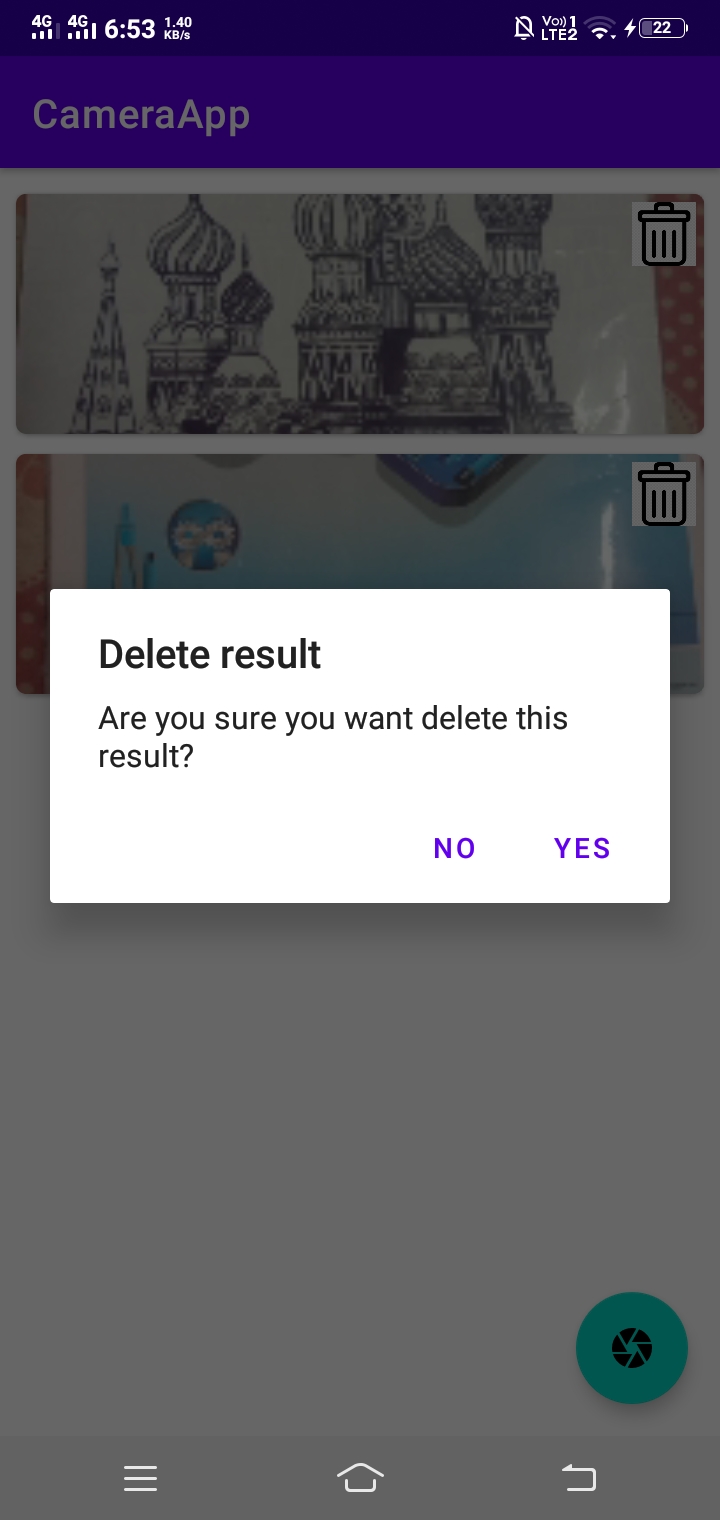 4G 4G 6:53 1.40 KB/s Vo)) 1 LTE2 22
CameraApp
Delete result
Are you sure you want delete this
result?
NO YES